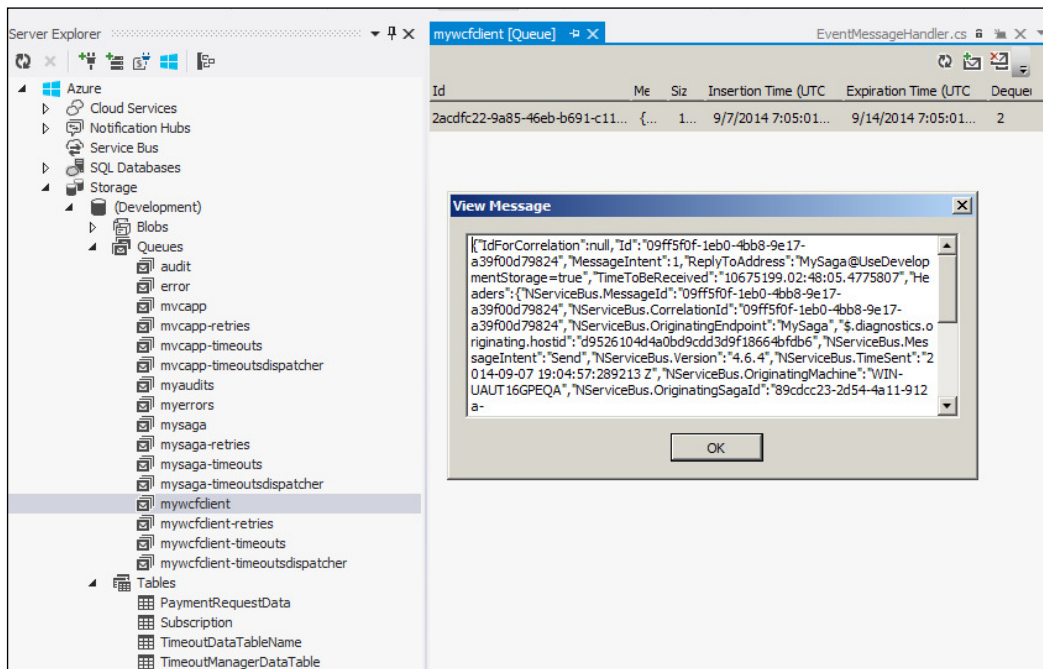 Server Explorer
Azure
Cloud Services
Notification Hubs
Service Bus
SQL Databases
Storage
(Development)
Blobs
Queues
audit
error
mvcapp
mvcapp-retries
mvcapp-timeouts
mvcapp-timeoutsdispatcher
myaudits
myerrors
mysaga
mysaga-retries
mysaga-timeouts
mysaga-timeoutsdispatcher
mywcfclient
mywcfclient-retries
mywcfclient-timeouts
mywcfclient-timeoutsdispatcher
Tables
PaymentRequestData
Subscription
TimeoutDataTableName
TimeoutManagerDataTable
mywcfclient [Queue] EventMessageHandler.cs
Id Me Siz Insertion Time (UTC Expiration Time (UTC Dequeu
2acdfc22-9a85-46eb-b691-c11... {... 1... 9/7/2014 7:05:01... 9/14/2014 7:05:01... 2
View Message
{"IdForCorrelation":null,"Id":"09ff5f0f-1eb0-4bb8-9e17-
a39f00d79824","MessageIntent":1,"ReplyToAddress":"MySaga@UseDevelo
pmentStorage=true","TimeToBeReceived":"10675199.02:48:05.4775807","He
aders":{"NServiceBus.MessageId":"09ff5f0f-1eb0-4bb8-9e17-
a39f00d79824","NServiceBus.CorrelationId":"09ff5f0f-1eb0-4bb8-9e17-
a39f00d79824","NServiceBus.OriginatingEndpoint":"MySaga","$.diagnostics.o
riginating.hostid":"d9526104d4a0bd9cdd3d9f18664bfdb6","NServiceBus.Mes
sageIntent":"Send","NServiceBus.Version":"4.6.4","NServiceBus.TimeSent":"2
014-09-07 19:04:57:289213 Z","NServiceBus.OriginatingMachine":"WIN-
UAUT16GPEQA","NServiceBus.OriginatingSagaId":"89cdcc23-2d54-4a11-912
a-
OK